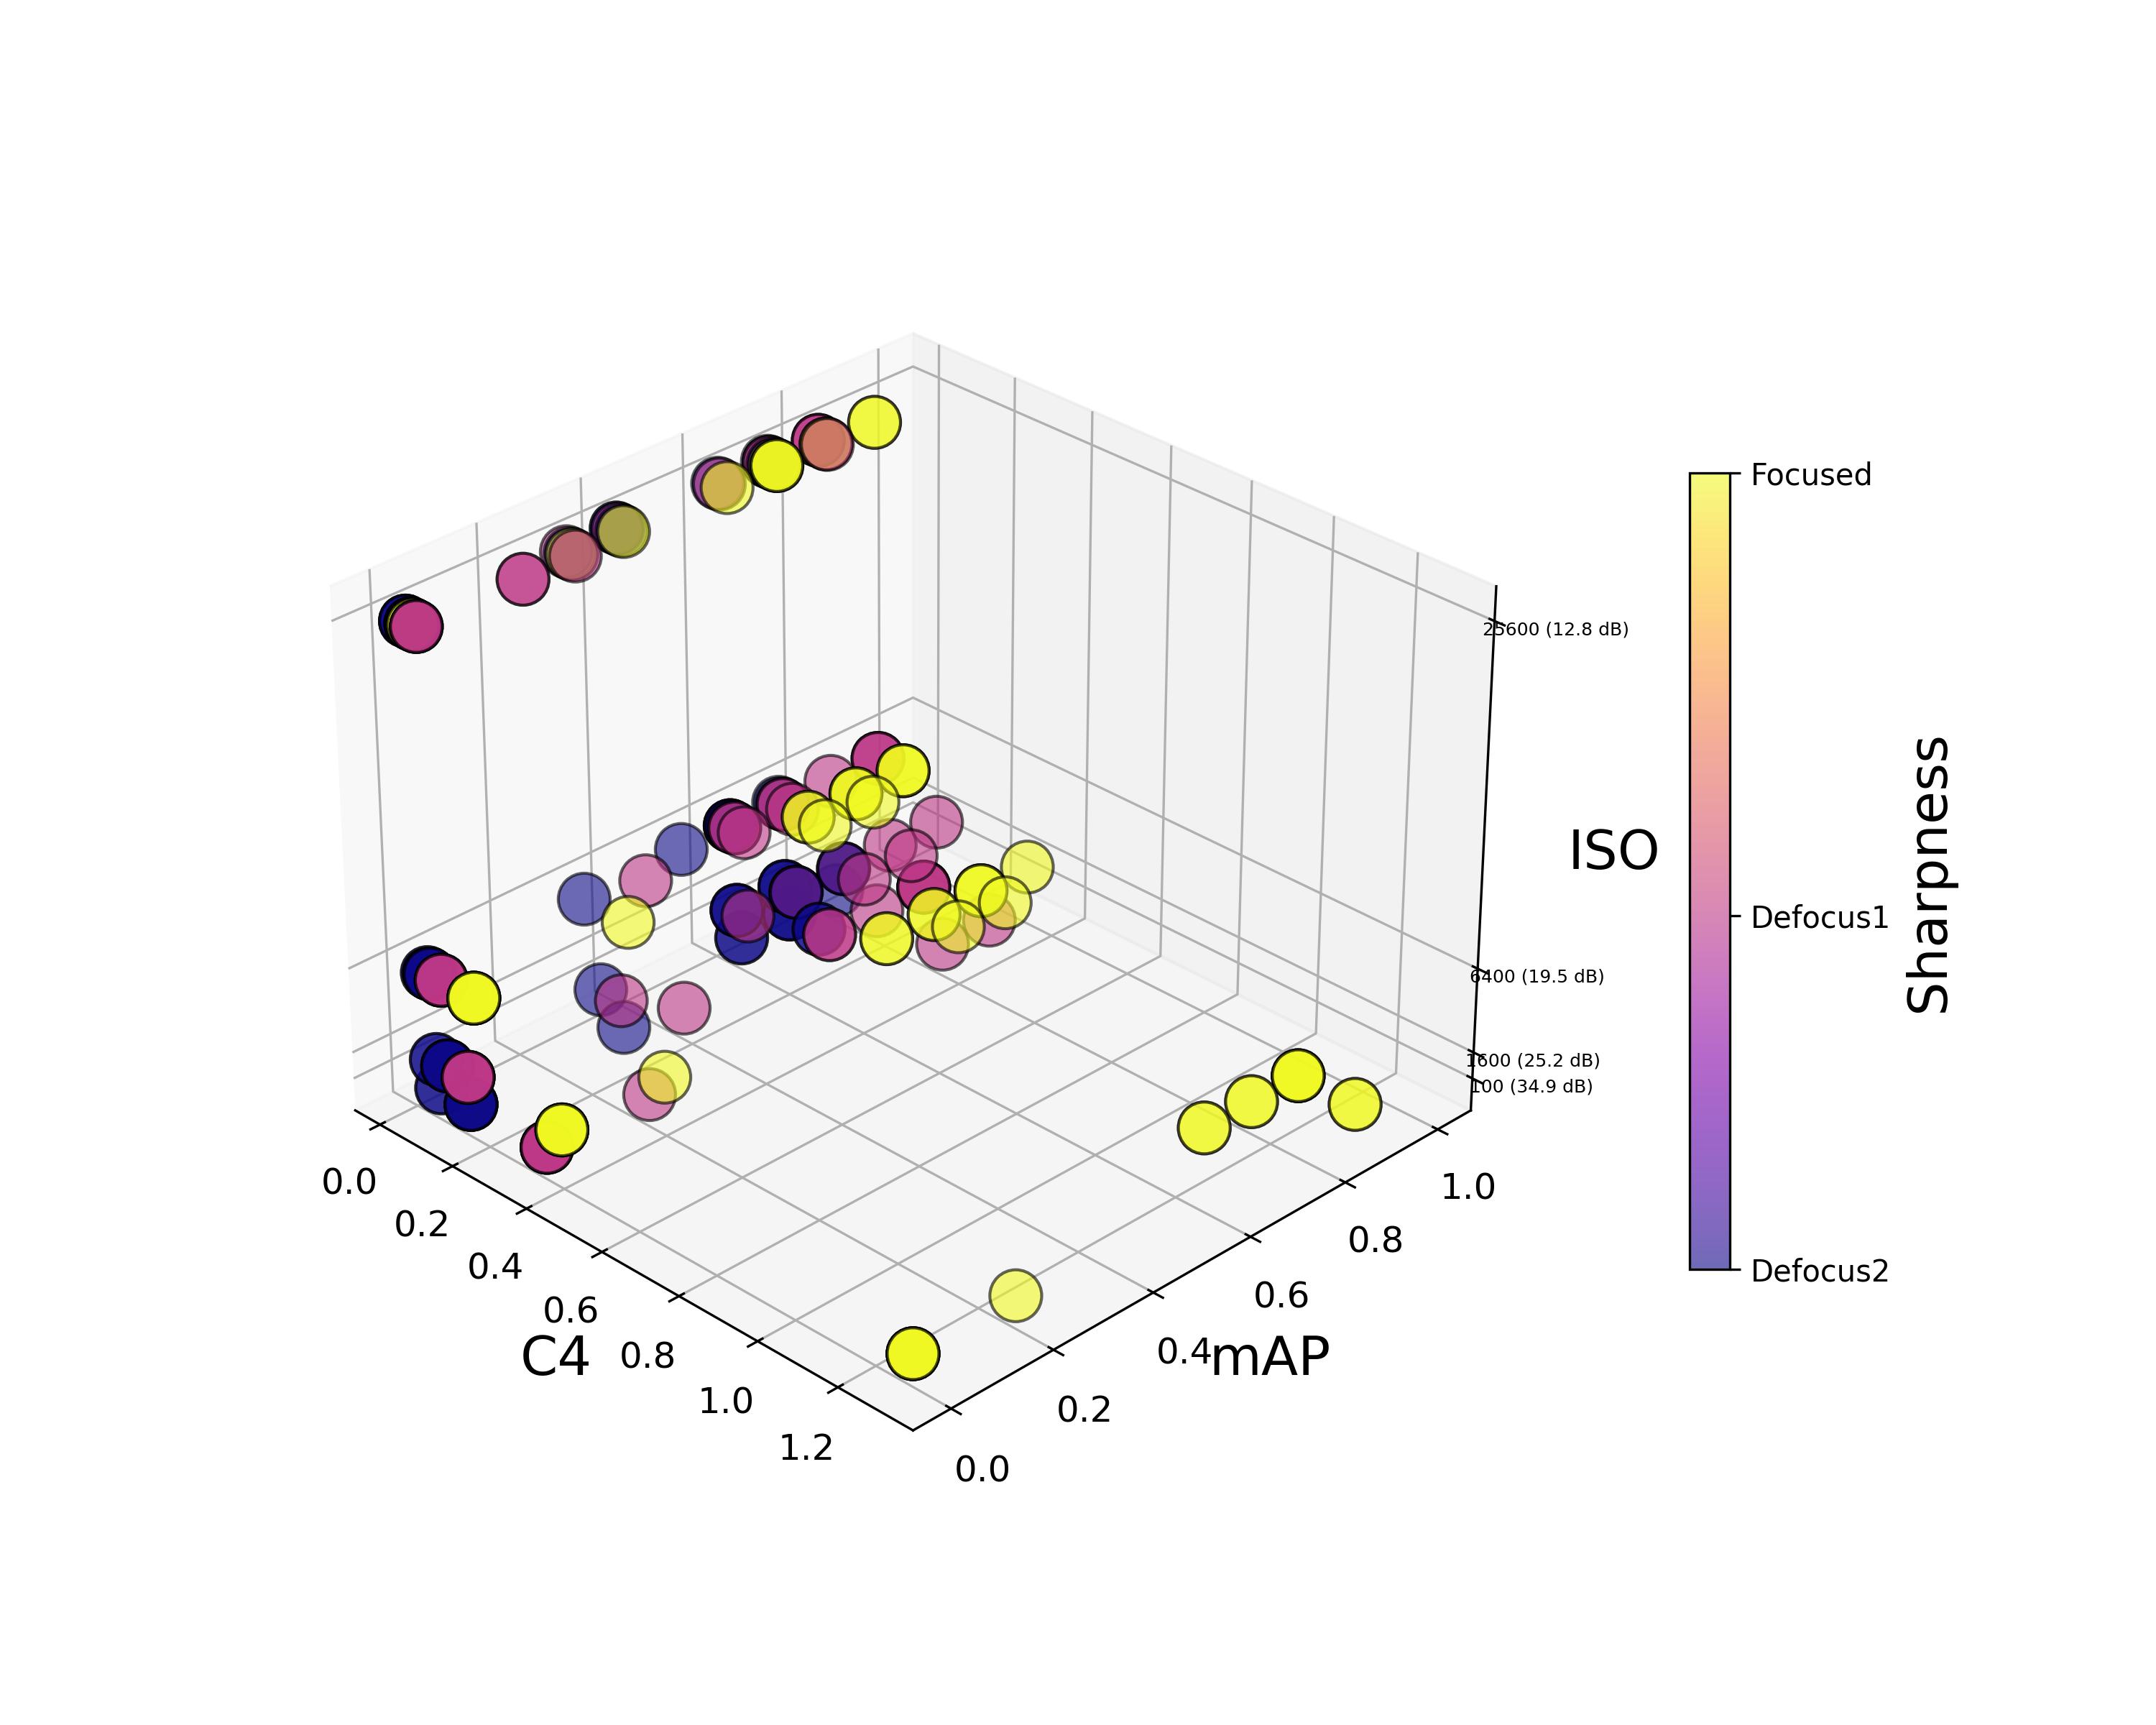 Focused
25600 (12.8 dB)
ISO
Sharpness
Defocus1
6400 (19.5 dB)
1600 (25.2 dB)
100 (34.9 dB)
0.0
0.2
0.4
0.6
0.8
1.0
1.2
C4
0.0
0.2
0.4
0.6
0.8
1.0
mAP
Defocus2